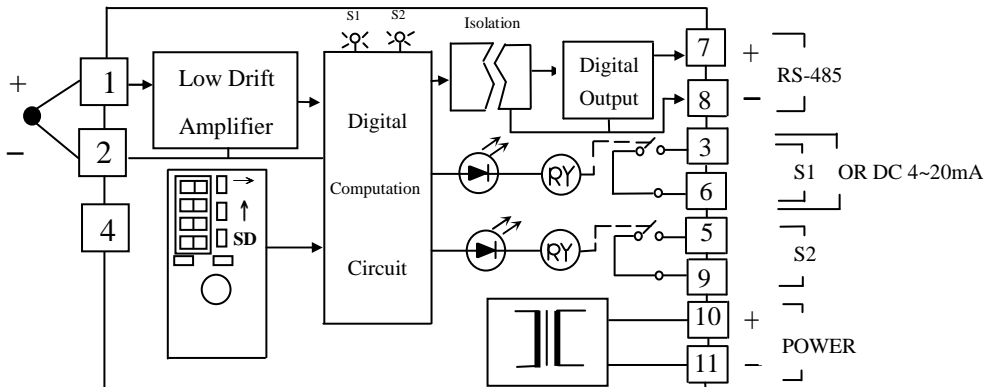 S1
S2
Isolation
+
1
Low Drift
Amplifier
Digital
Computation
Circuit
Digital
Output
7
+
RS-485
8
−
−
2
4
→
↑
SD
RY
3
6
S1
OR DC 4~20mA
RY
5
9
S2
10
+
POWER
11
−